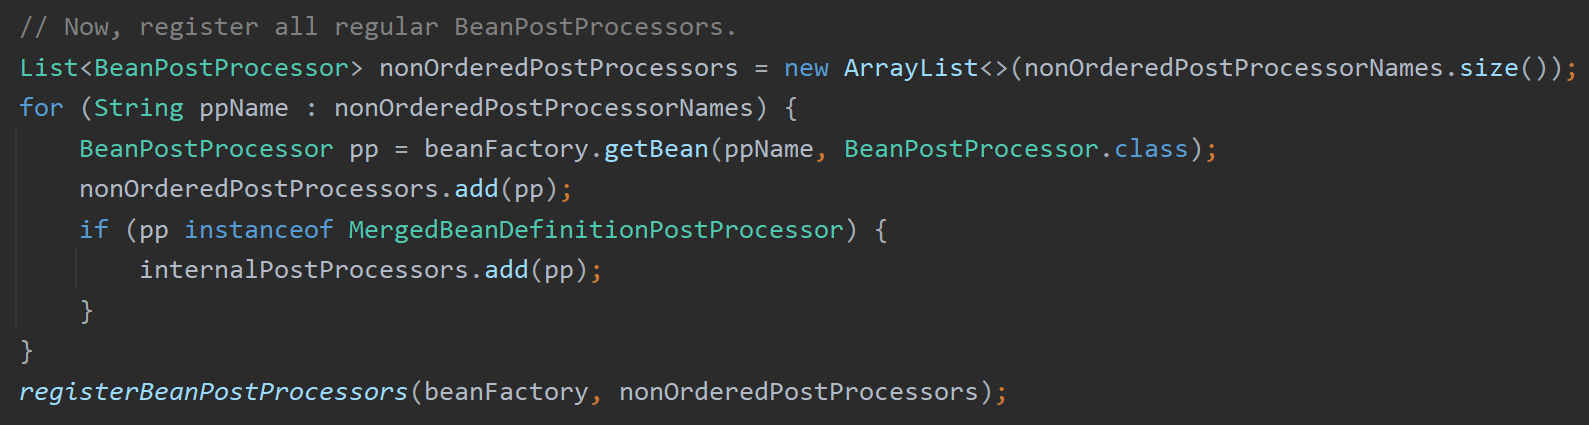 // Now, register all regular BeanPostProcessors.
List<BeanPostProcessor> nonOrderedPostProcessors = new ArrayList<>(nonOrderedPostProcessorNames.size());
for (String ppName : nonOrderedPostProcessorNames) {
    BeanPostProcessor pp = beanFactory.getBean(ppName, BeanPostProcessor.class);
    nonOrderedPostProcessors.add(pp);
    if (pp instanceof MergedBeanDefinitionPostProcessor) {
        internalPostProcessors.add(pp);
    }
}
registerBeanPostProcessors(beanFactory, nonOrderedPostProcessors);